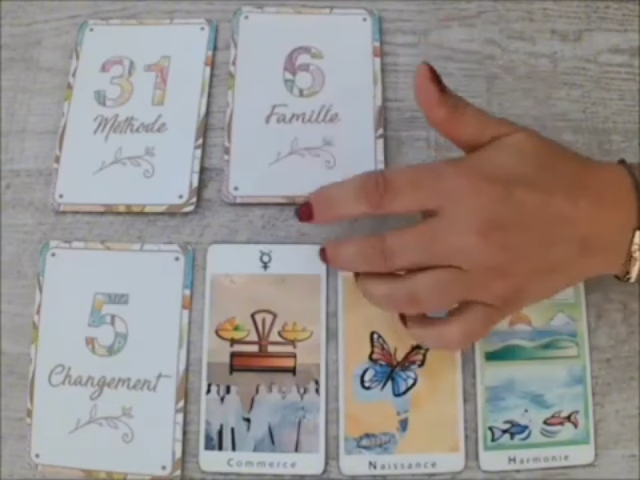 31
Méthode
6
Famille
5
Changement
Commerce
Naissance
Harmonie